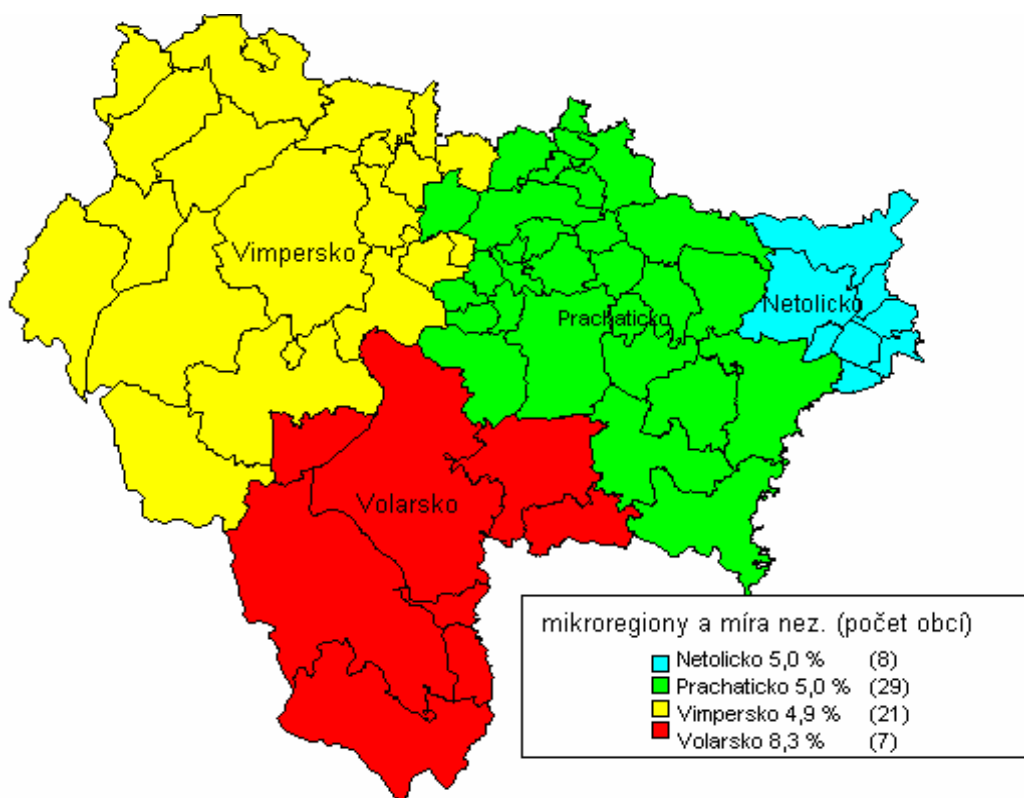 Vimpersko
Prachaticko
Netolicko
Volarsko
mikroregiony a míra nez. (počet obcí)
Netolicko 5,0 % (8)
Prachaticko 5,0 % (29)
Vimpersko 4,9 % (21)
Volarsko 8,3 % (7)